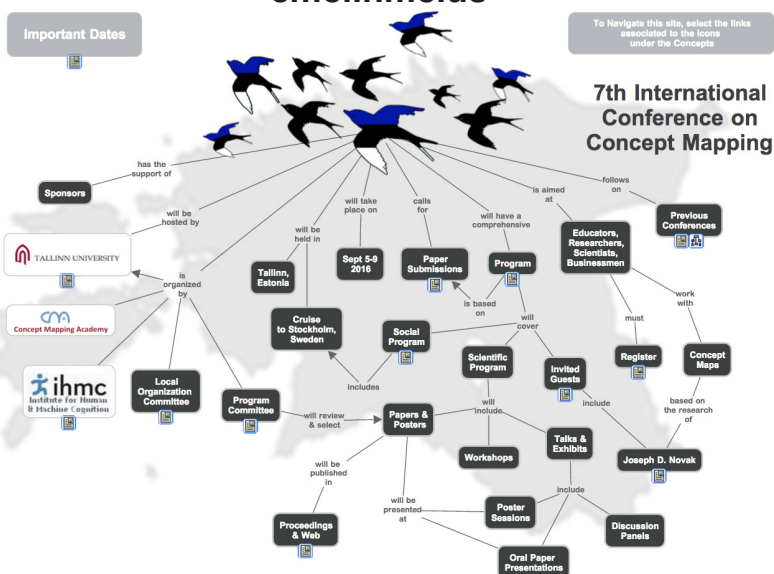 Important Dates
To Navigate this site, select the links
associated to the Icons
under the Concepts
7th International
Conference on
Concept Mapping
has the
support of
Sponsors
will be
hosted by
TALLINN UNIVERSITY
is
organized
by
Concept Mapping Academy
ihmc
Institute for Human
& Machine Cognition
Local
Organization
Committee
Program
Committee
will be
held in
Tallinn,
Estonia
Cruise
to Stockholm,
Sweden
will take
place on
Sept 5-9
2016
calls
for
Paper
Submissions
will have a
comprehensive
Program
is based
on
is aimed
at
Educators,
Researchers,
Scientists,
Businessmen
follows
on
Previous
Conferences
will
cover
Social
Program
includes
Scientific
Program
Invited
Guests
must
Register
work
with
Concept
Maps
based on
the research
of
Joseph D. Novak
include
will review
& select
Papers &
Posters
will
include
Workshops
Talks &
Exhibits
will be
published
in
Proceedings
& Web
will be
presented
at
include
Poster
Sessions
Discussion
Panels
Oral Paper
Presentations